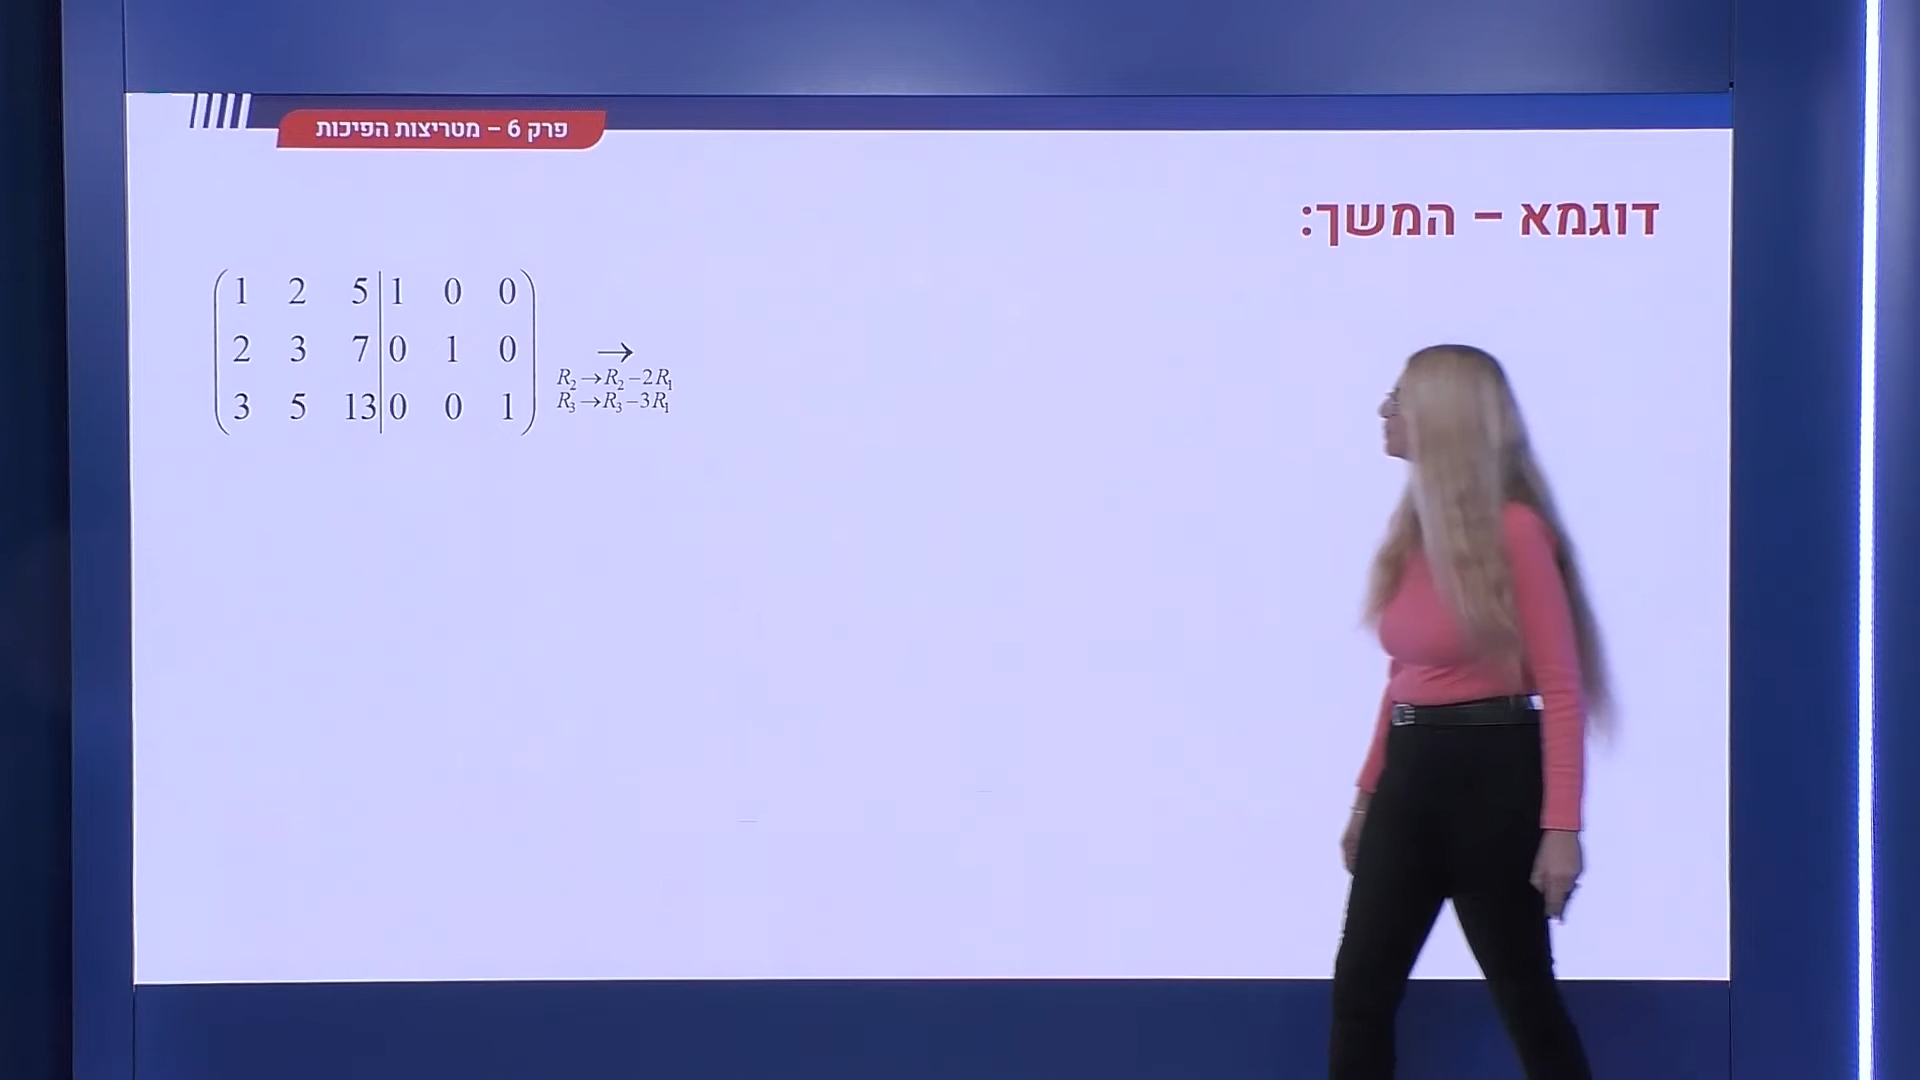 פרק 6 – מטריצות הפיכות
דוגמא – המשך:
1 2 5 | 1 0 0
2 3 7 | 0 1 0
3 5 13 | 0 0 1
→
R₂→R₂−2R₁
R₃→R₃−3R₁